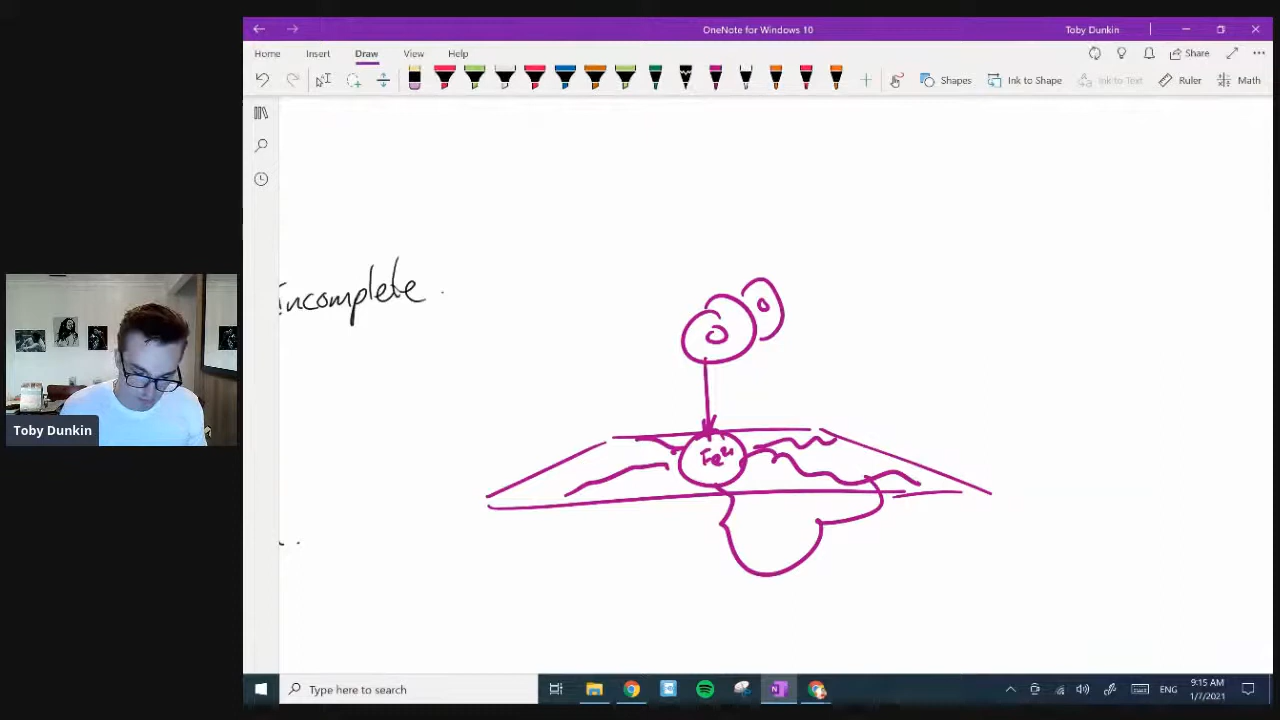 OneNote for Windows 10
Toby Dunkin
Home Insert Draw View Help
Share
Shapes Ink to Shape Ink to Text Ruler Math
incomplete.
O O
Fe²⁺
Toby Dunkin
Type here to search
ENG
9:15 AM
1/7/2021